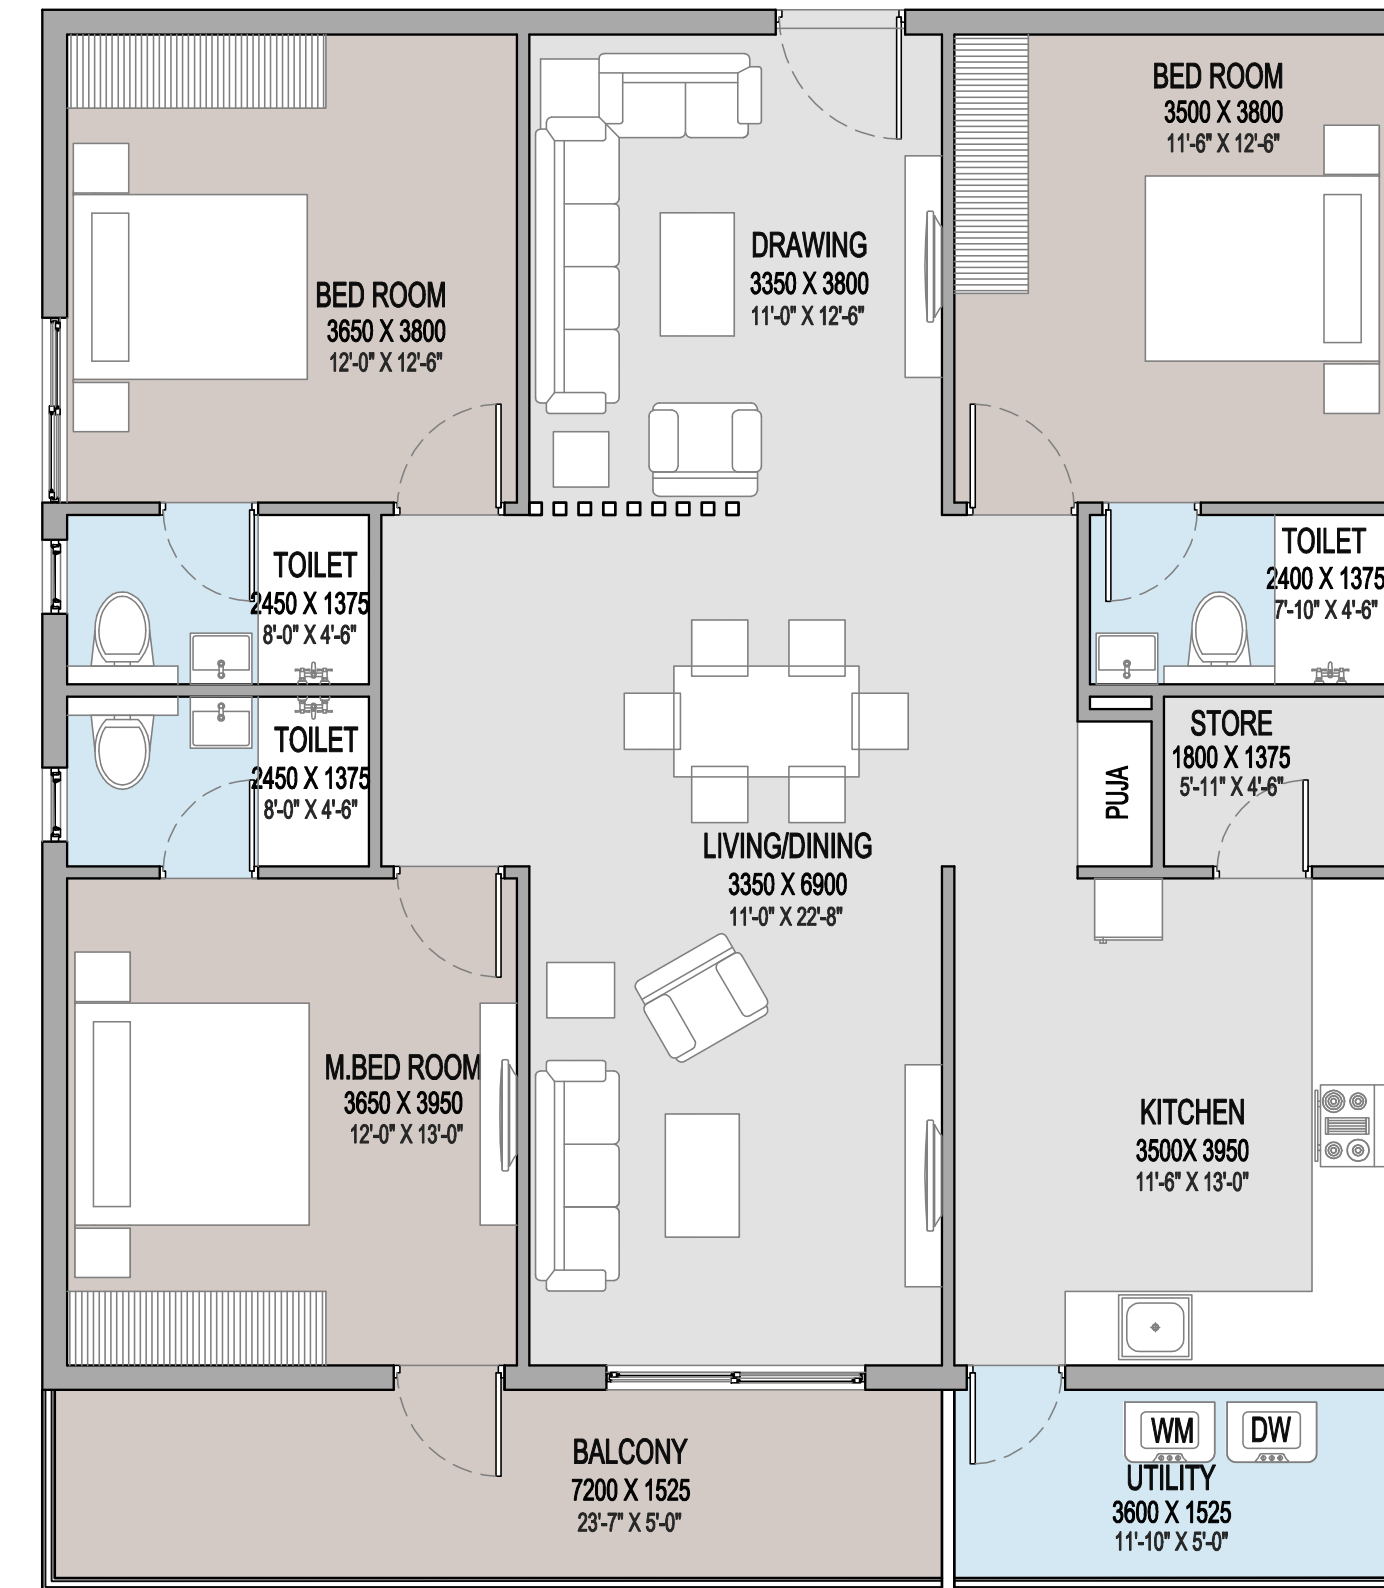 BED ROOM
3500 X 3800
11'-6" X 12'-6"
DRAWING
3350 X 3800
11'-0" X 12'-6"
BED ROOM
3650 X 3800
12'-0" X 12'-6"
TOILET
2450 X 1375
8'-0" X 4'-6"
TOILET
2400 X 1375
7'-10" X 4'-6"
TOILET
2450 X 1375
8'-0" X 4'-6"
STORE
1800 X 1375
5'-11" X 4'-6"
PUJA
LIVING/DINING
3350 X 6900
11'-0" X 22'-8"
M.BED ROOM
3650 X 3950
12'-0" X 13'-0"
KITCHEN
3500X 3950
11'-6" X 13'-0"
BALCONY
7200 X 1525
23'-7" X 5'-0"
WM
DW
UTILITY
3600 X 1525
11'-10" X 5'-0"